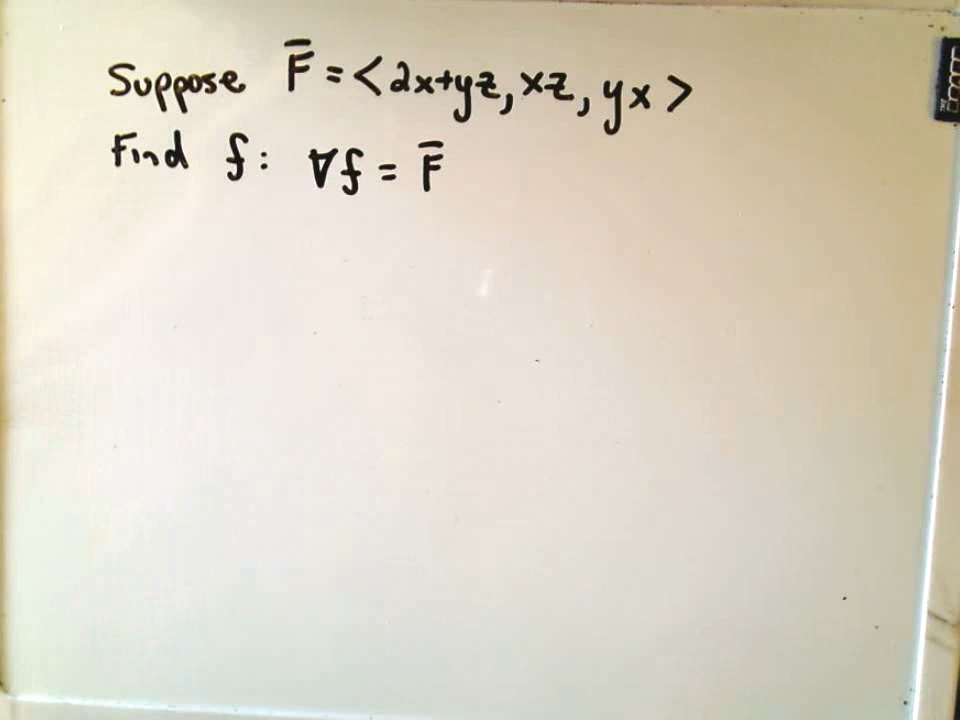 Suppose F̅ = <2x+yz, xz, yx>
Find f: ∇f = F̅